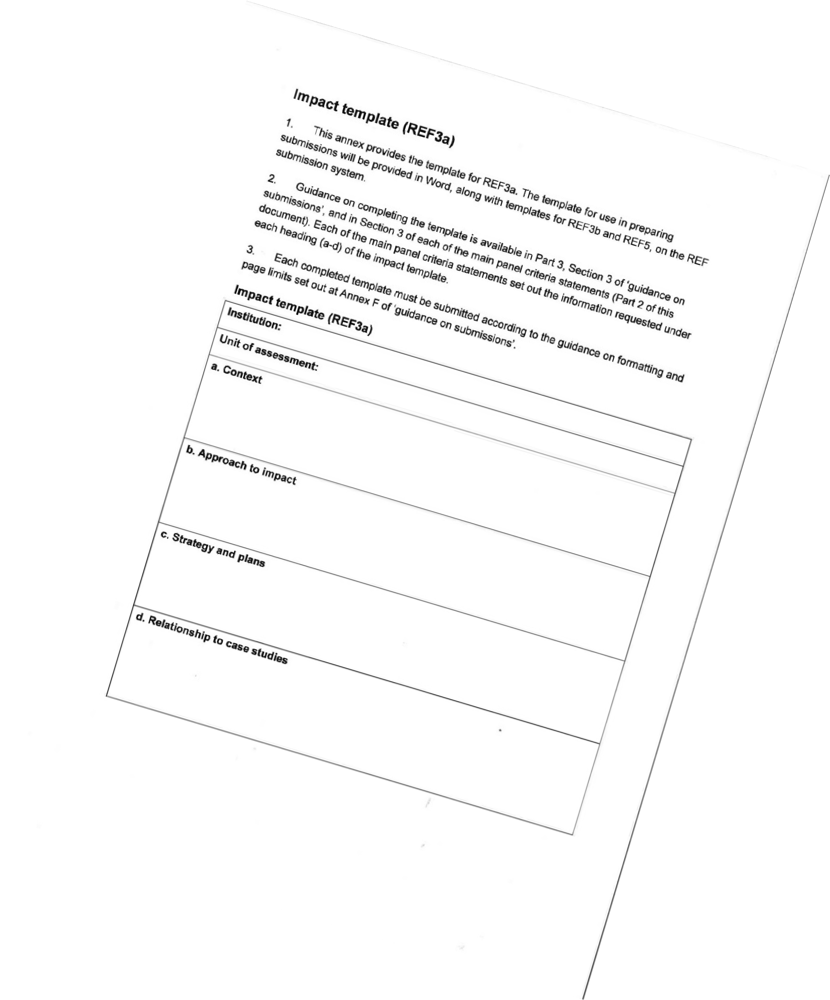 Impact template (REF3a)
1. This annex provides the template for REF3a. The template for use in preparing
submissions will be provided in Word, along with templates for REF3b and REF5, on the REF
submission system.
2. Guidance on completing the template is available in Part 3, Section 3 of ‘guidance on
submissions’, and in Section 3 of each of the main panel criteria statements (Part 2 of this
document). Each of the main panel criteria statements set out the information requested under
each heading (a-d) of the impact template.
3. Each completed template must be submitted according to the guidance on formatting and
page limits set out at Annex F of ‘guidance on submissions’.
Impact template (REF3a)
Institution:
Unit of assessment:
a. Context
b. Approach to impact
c. Strategy and plans
d. Relationship to case studies